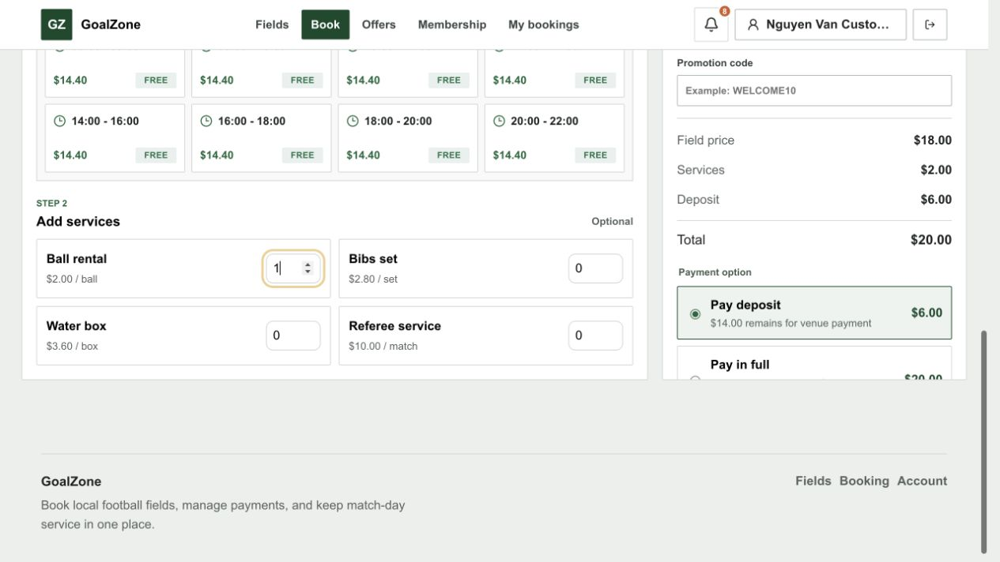 GZ GoalZone Fields Book Offers Membership My bookings 8 Nguyen Van Custo...
$14.40 FREE $14.40 FREE $14.40 FREE $14.40 FREE
14:00 - 16:00 16:00 - 18:00 18:00 - 20:00 20:00 - 22:00
$14.40 FREE $14.40 FREE $14.40 FREE $14.40 FREE
STEP 2
Add services Optional
Ball rental
$2.00 / ball
1
Bibs set
$2.80 / set
0
Water box
$3.60 / box
0
Referee service
$10.00 / match
0
Promotion code
Example: WELCOME10
Field price $18.00
Services $2.00
Deposit $6.00
Total $20.00
Payment option
Pay deposit
$14.00 remains for venue payment
$6.00
Pay in full
$20.00
GoalZone
Book local football fields, manage payments, and keep match-day
service in one place.
Fields Booking Account